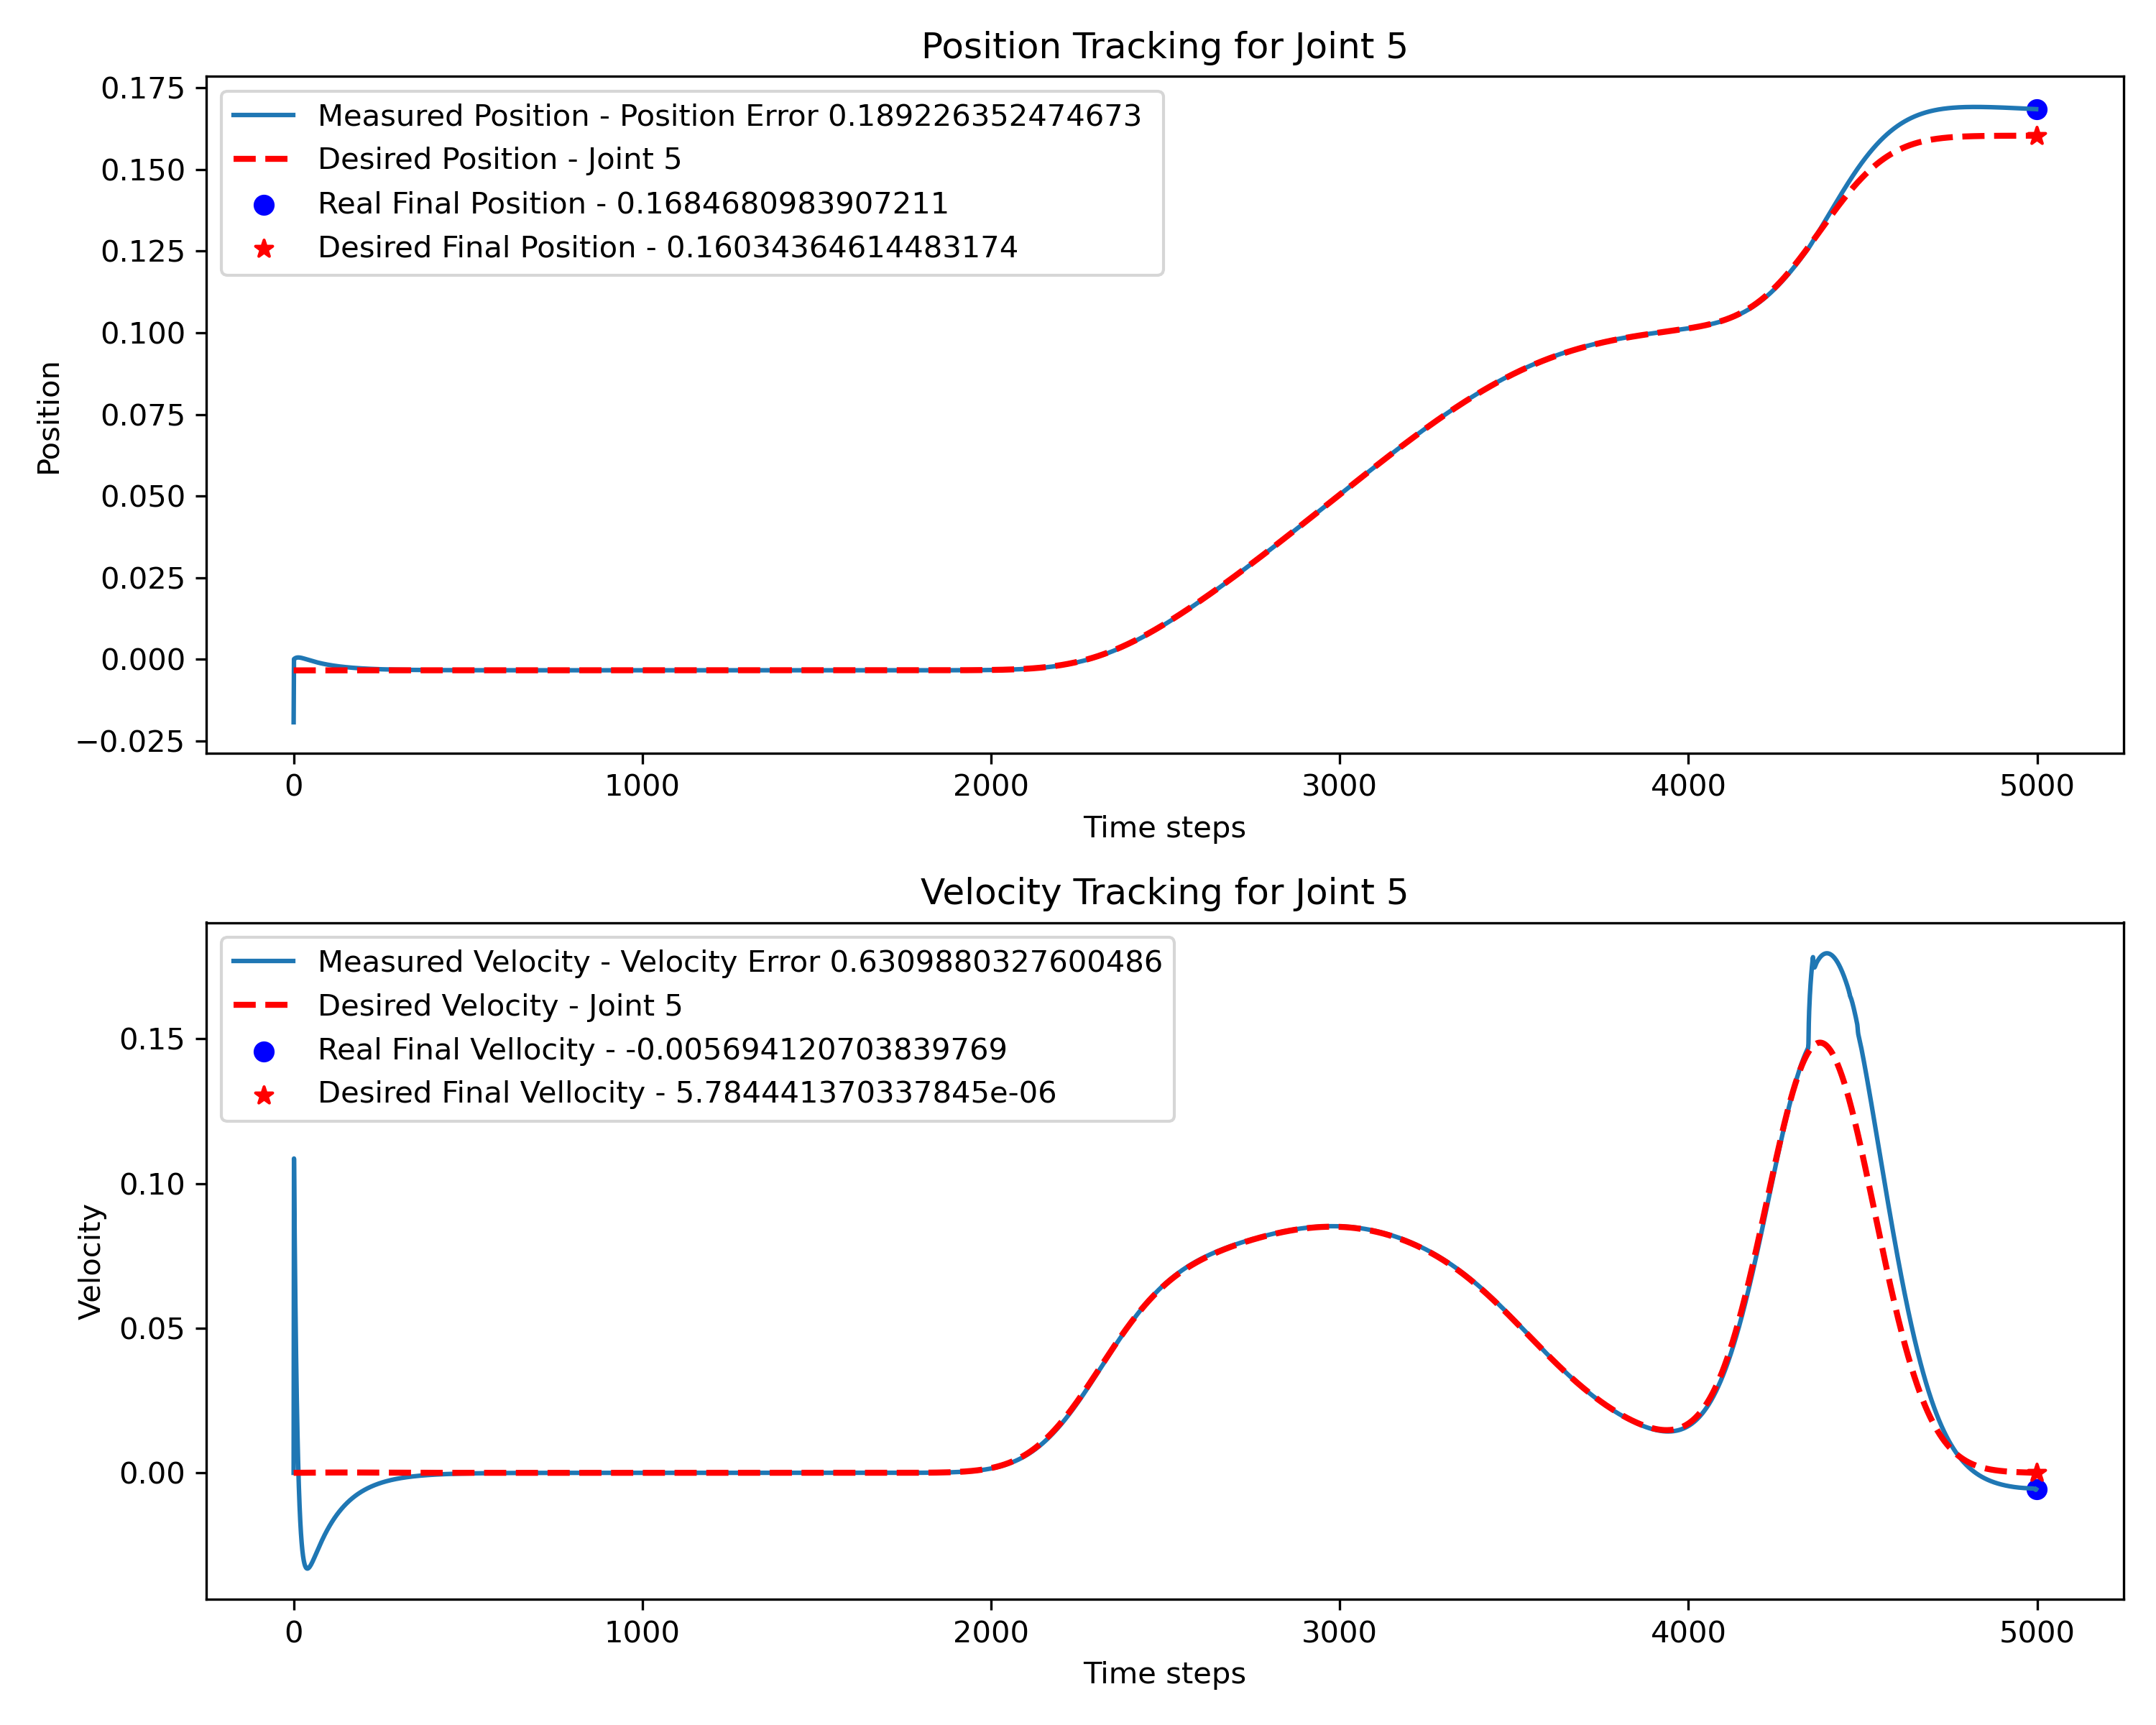 Position Tracking for Joint 5
0.175
0.150
0.125
0.100
0.075
0.050
0.025
0.000
−0.025
Position
Measured Position - Position Error 0.189226352474673
Desired Position - Joint 5
Real Final Position - 0.1684680983907211
Desired Final Position - 0.16034364614483174
0 1000 2000 3000 4000 5000
Time steps
Velocity Tracking for Joint 5
0.15
0.10
0.05
0.00
Velocity
Measured Velocity - Velocity Error 0.6309880327600486
Desired Velocity - Joint 5
Real Final Vellocity - -0.005694120703839769
Desired Final Vellocity - 5.784441370337845e-06
0 1000 2000 3000 4000 5000
Time steps